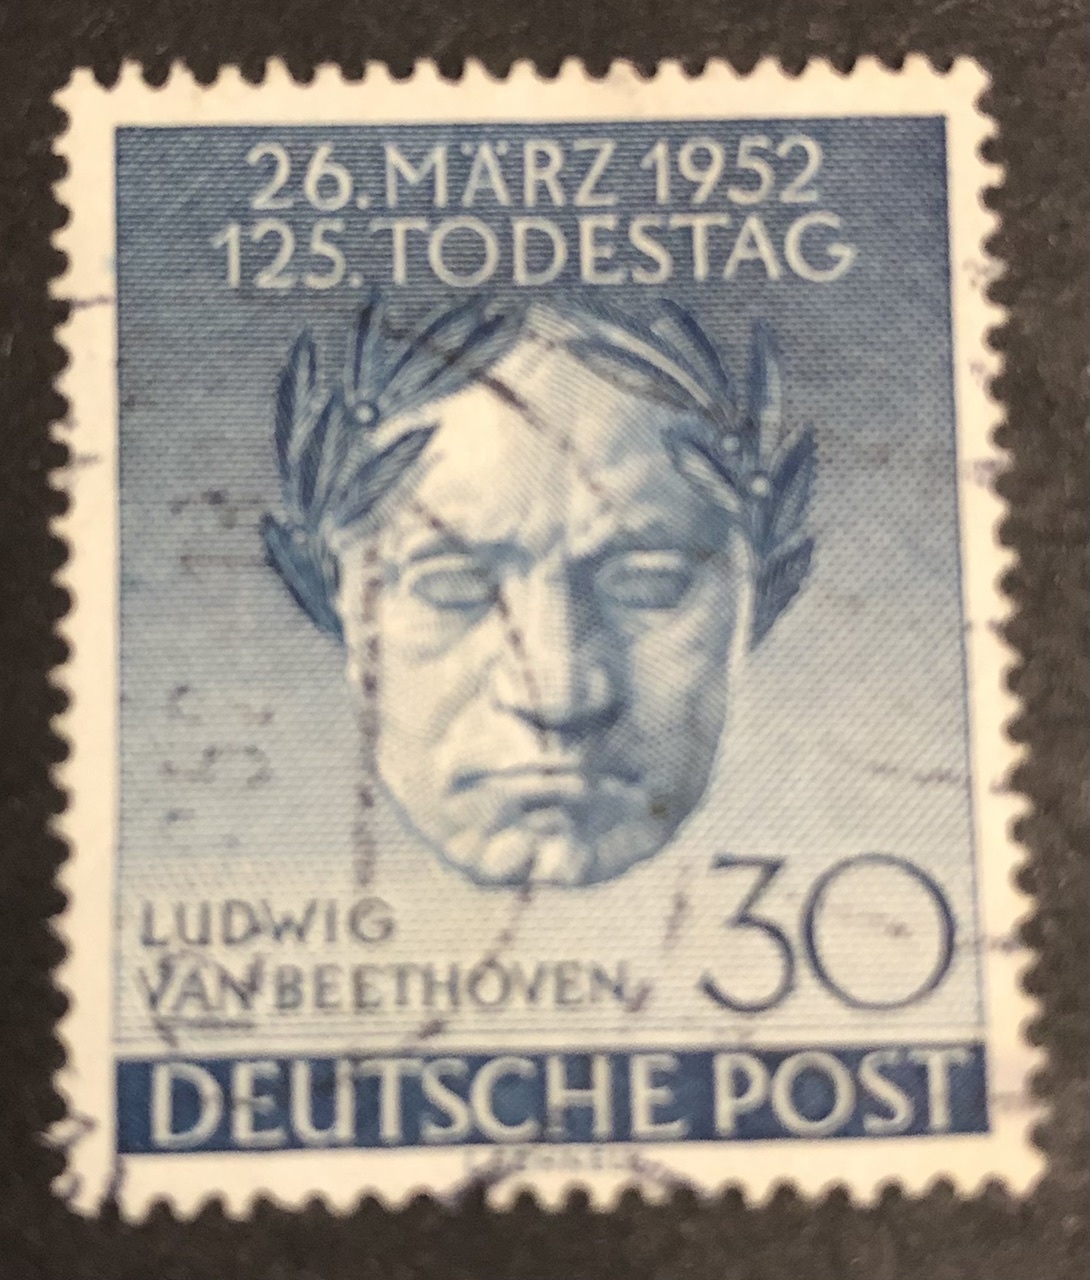 26. MÄRZ 1952
125. TODESTAG
LUDWIG
VAN BEETHOVEN
30
DEUTSCHE POST